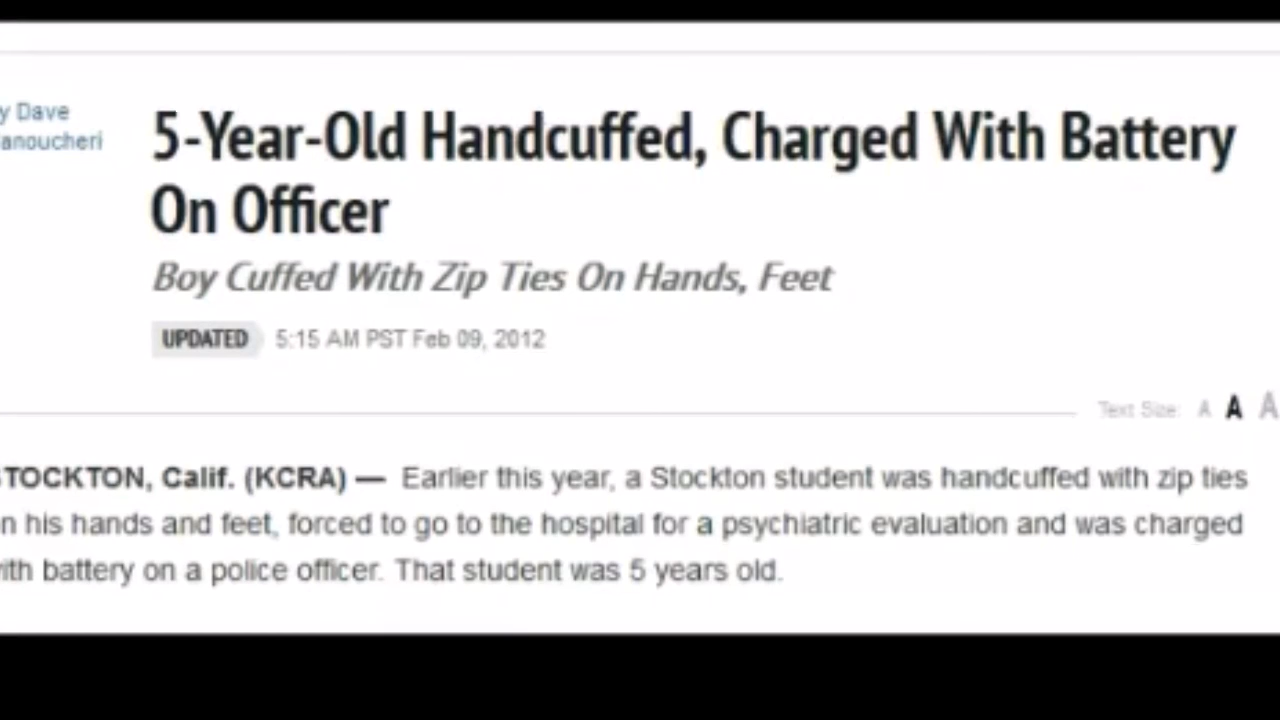 y Dave
anoucheri
5-Year-Old Handcuffed, Charged With Battery
On Officer
Boy Cuffed With Zip Ties On Hands, Feet
UPDATED 5:15 AM PST Feb 09, 2012
Text Size: A A A
STOCKTON, Calif. (KCRA) — Earlier this year, a Stockton student was handcuffed with zip ties
n his hands and feet, forced to go to the hospital for a psychiatric evaluation and was charged
ith battery on a police officer. That student was 5 years old.